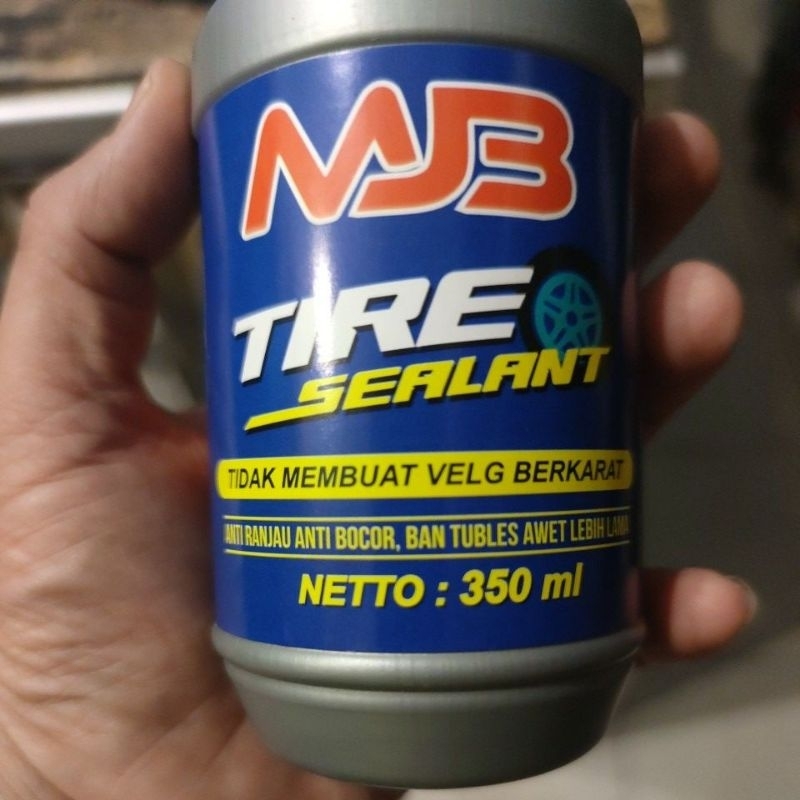 MJB
TIRE
SEALANT
TIDAK MEMBUAT VELG BERKARAT
ANTI RANJAU ANTI BOCOR, BAN TUBLES AWET LEBIH LAMA
NETTO : 350 ml